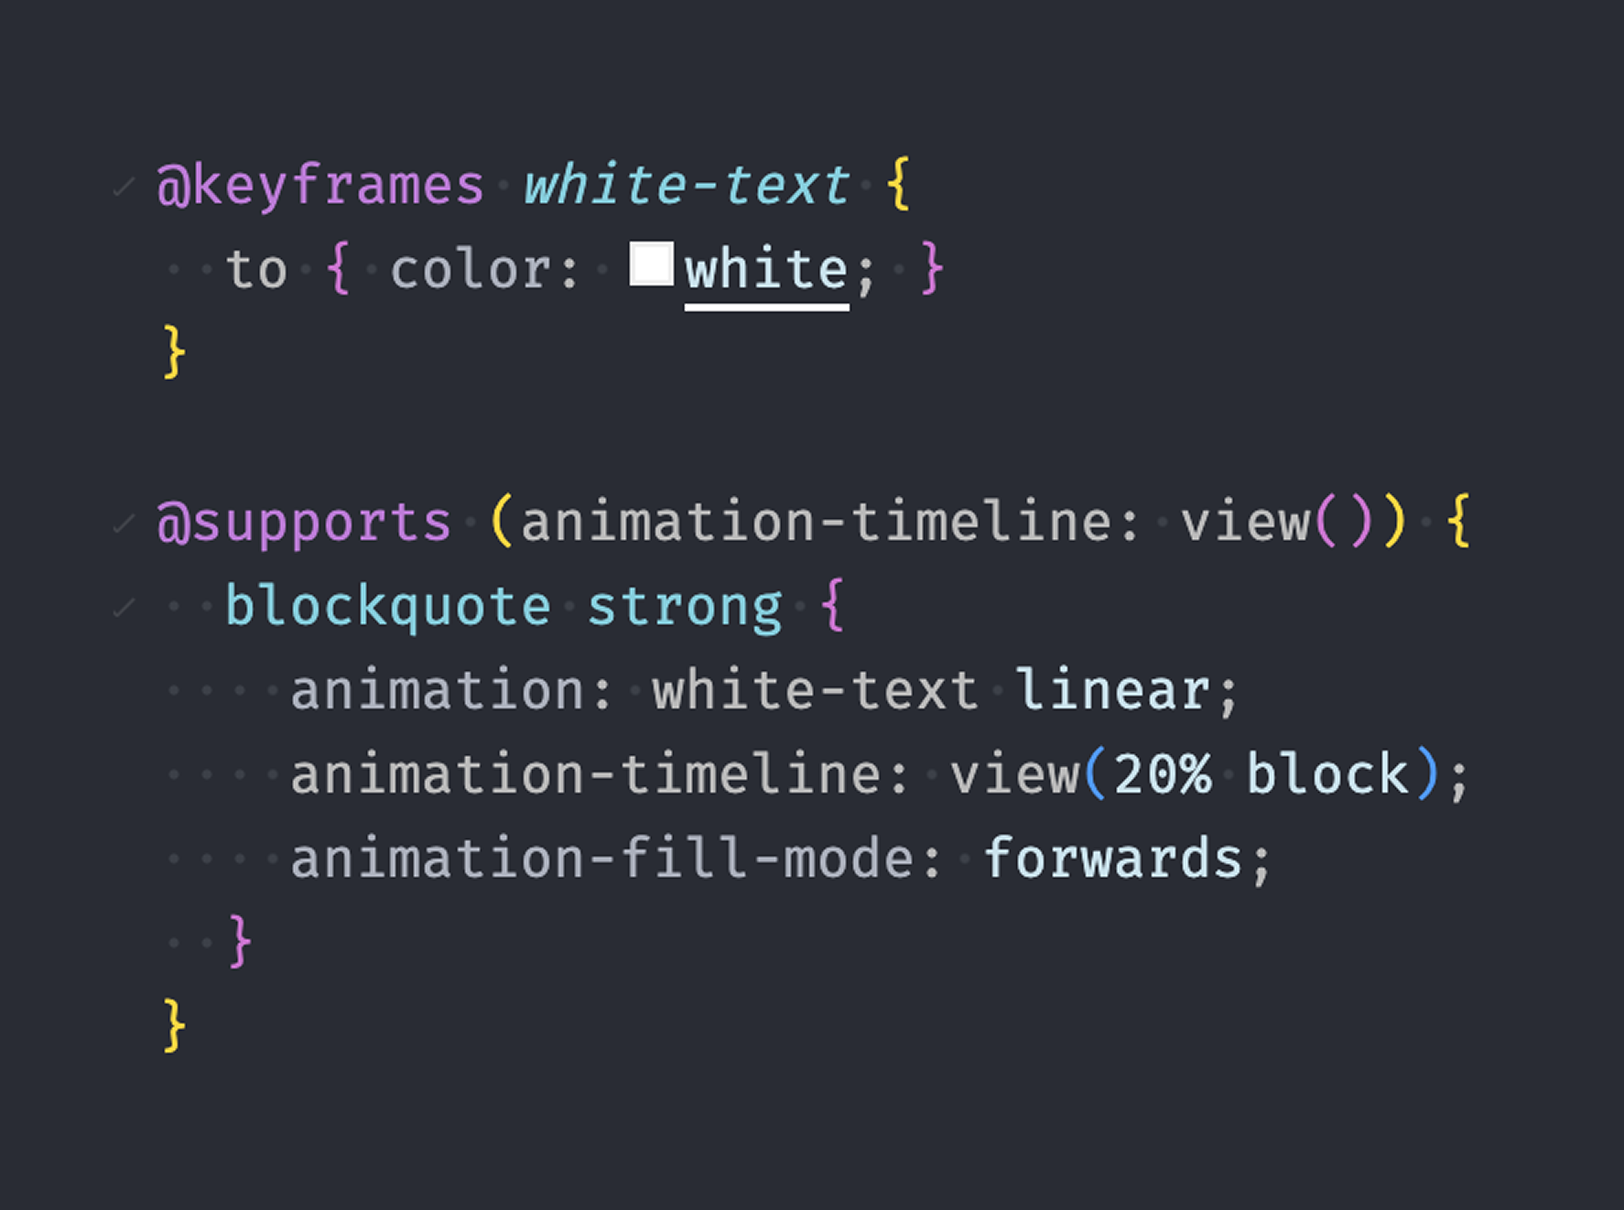 @keyframes white-text {
  to { color: white; }
}

@supports (animation-timeline: view()) {
  blockquote strong {
    animation: white-text linear;
    animation-timeline: view(20% block);
    animation-fill-mode: forwards;
  }
}